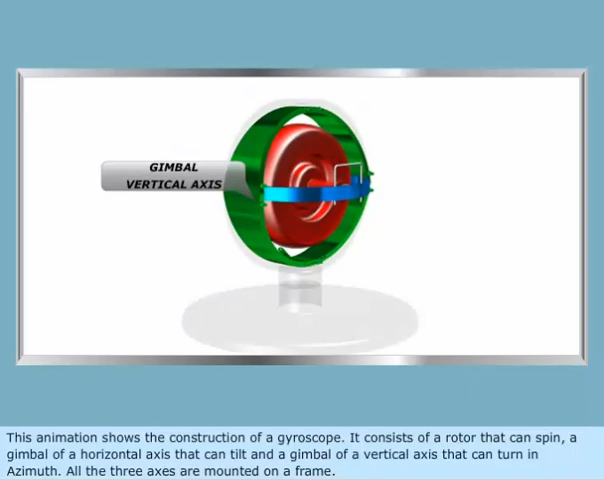 GIMBAL
VERTICAL AXIS
This animation shows the construction of a gyroscope. It consists of a rotor that can spin, a
gimbal of a horizontal axis that can tilt and a gimbal of a vertical axis that can turn in
Azimuth. All the three axes are mounted on a frame.